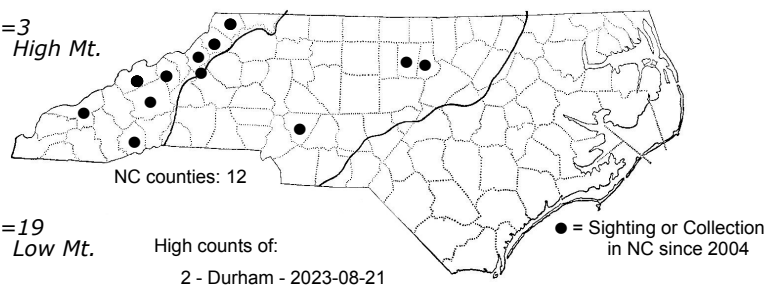 =3
High Mt.
NC counties: 12
=19
Low Mt.
High counts of:
2 - Durham - 2023-08-21
● = Sighting or Collection
in NC since 2004